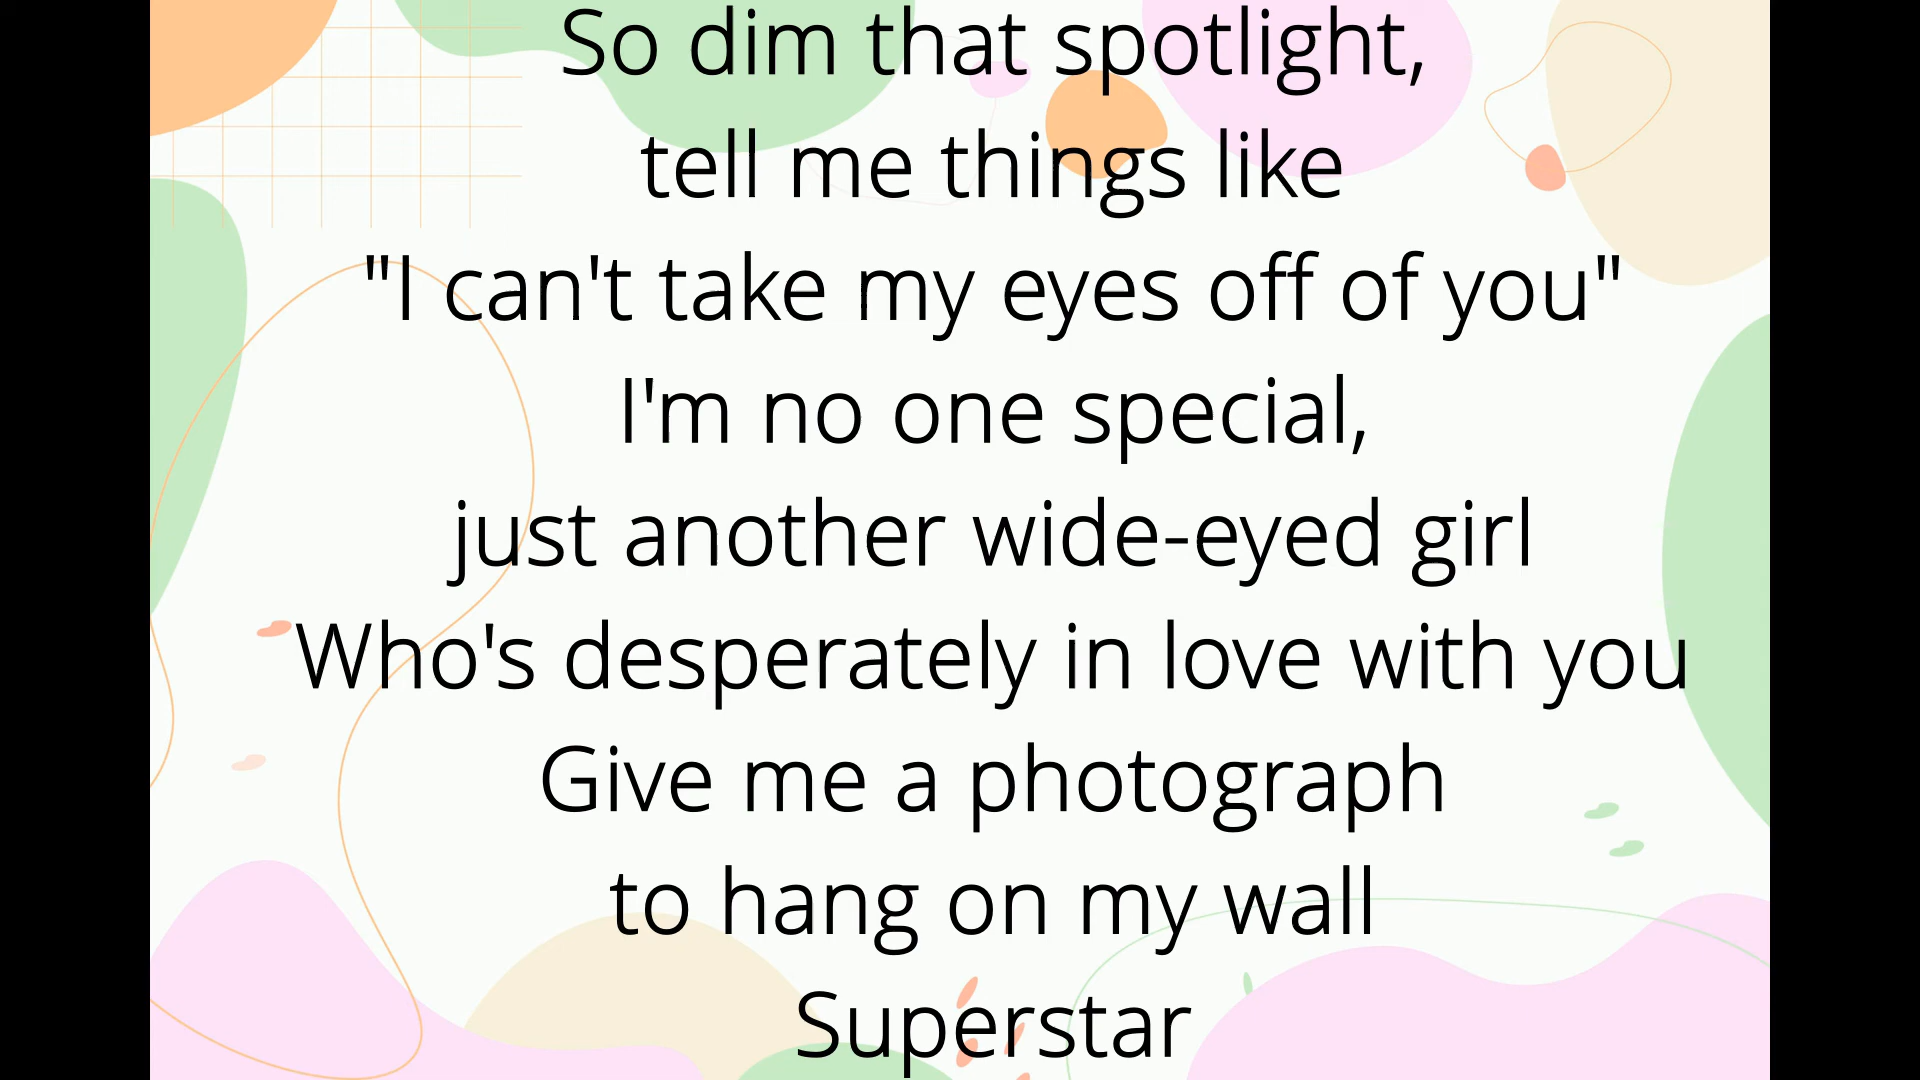 So dim that spotlight,
tell me things like
"I can't take my eyes off of you"
I'm no one special,
just another wide-eyed girl
Who's desperately in love with you
Give me a photograph
to hang on my wall
Superstar